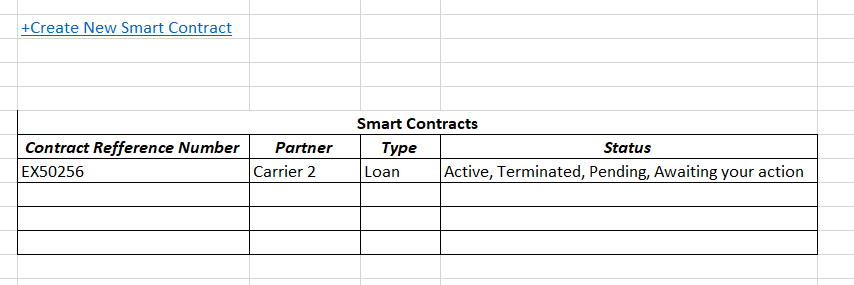 +Create New Smart Contract
Smart Contracts
Contract Refference Number Partner Type Status
EX50256 Carrier 2 Loan Active, Terminated, Pending, Awaiting your action